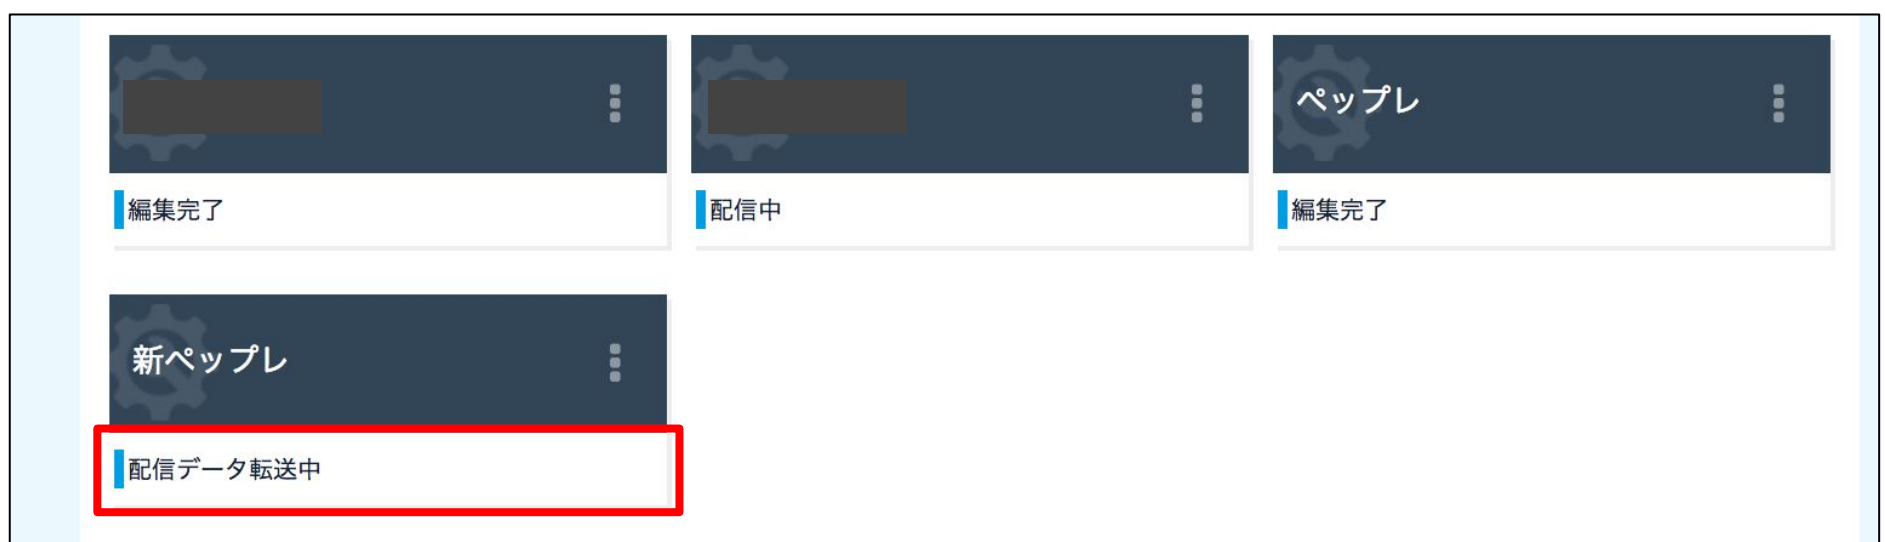 ペップレ
編集完了
配信中
編集完了
新ペップレ
配信データ転送中